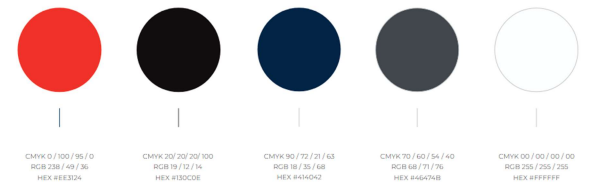 CMYK 0 / 100 / 95 / 0
RGB 238 / 49 / 36
HEX #EE3124
CMYK 20/ 20/ 20/ 100
RGB 19 / 12 / 14
HEX #130C0E
CMYK 90 / 72 / 21 / 63
RGB 18 / 35 / 68
HEX #414042
CMYK 70 / 60 / 54 / 40
RGB 68 / 71 / 76
HEX #46474B
CMYK 00 / 00 / 00 / 00
RGB 255 / 255 / 255
HEX #FFFFFF